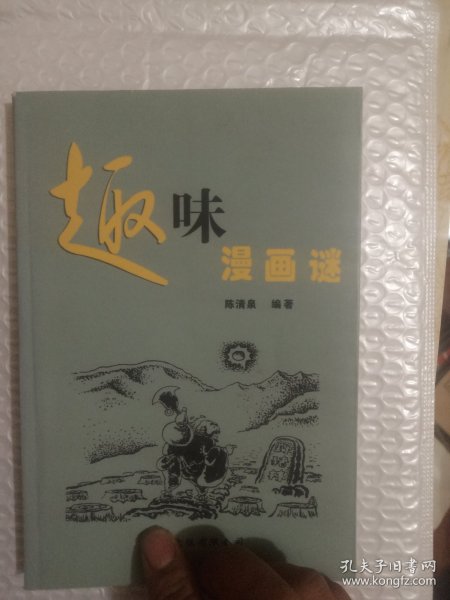 趣味
漫画谜
陈清泉 编著
孔夫子旧书网
www.kongfz.com